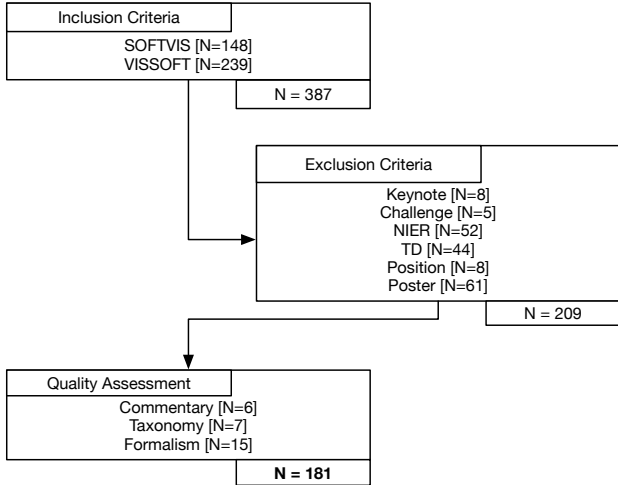 Inclusion Criteria
SOFTVIS [N=148]
VISSOFT [N=239]
N = 387
Exclusion Criteria
Keynote [N=8]
Challenge [N=5]
NIER [N=52]
TD [N=44]
Position [N=8]
Poster [N=61]
N = 209
Quality Assessment
Commentary [N=6]
Taxonomy [N=7]
Formalism [N=15]
N = 181